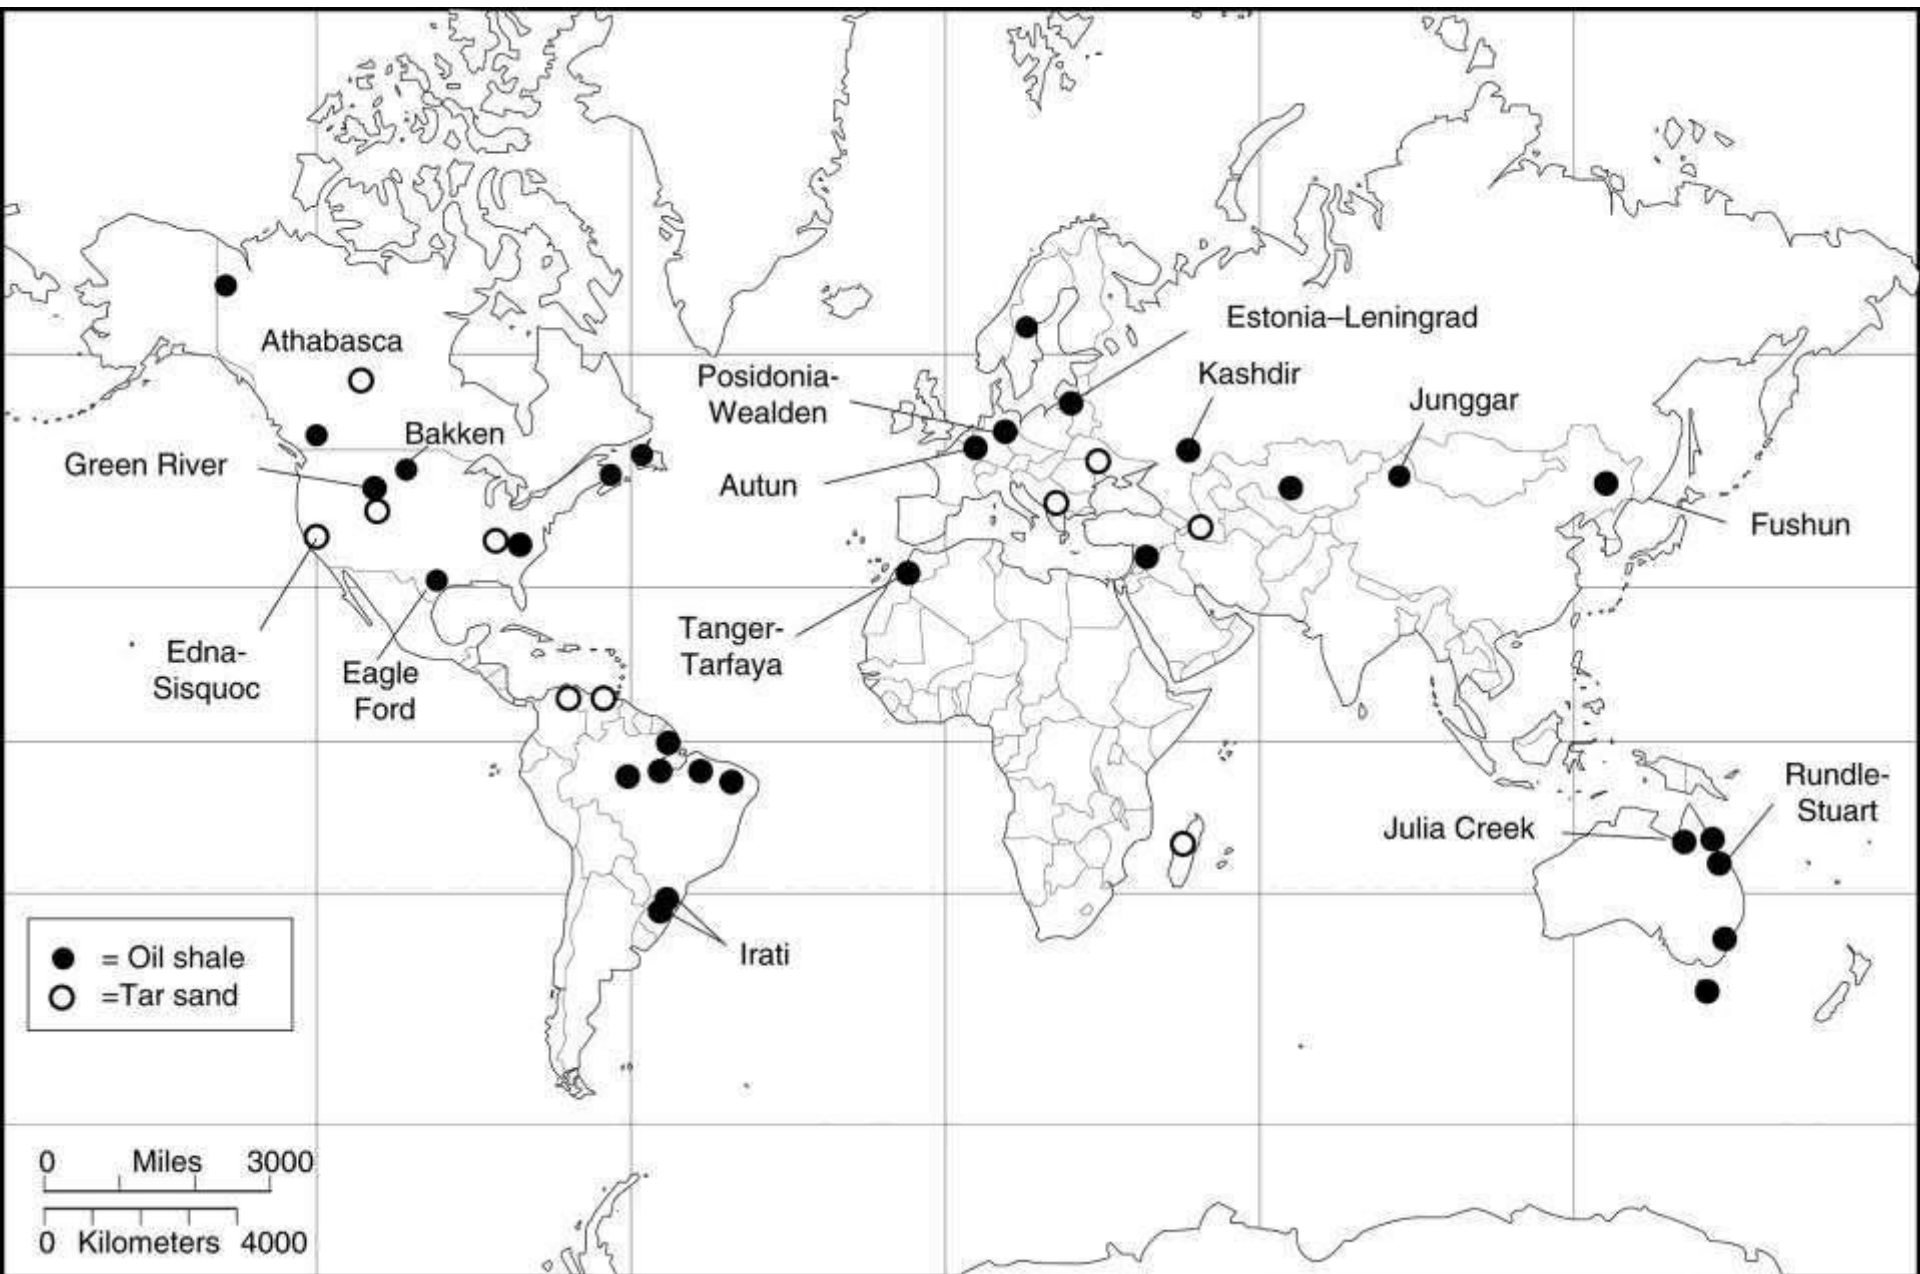 Estonia–Leningrad
Athabasca
Posidonia-
Wealden
Kashdir
Junggar
Bakken
Green River
Autun
Fushun
Edna-
Sisquoc
Eagle
Ford
Tanger-
Tarfaya
Rundle-
Stuart
Julia Creek
Irati
= Oil shale
=Tar sand
0 Miles 3000
0 Kilometers 4000